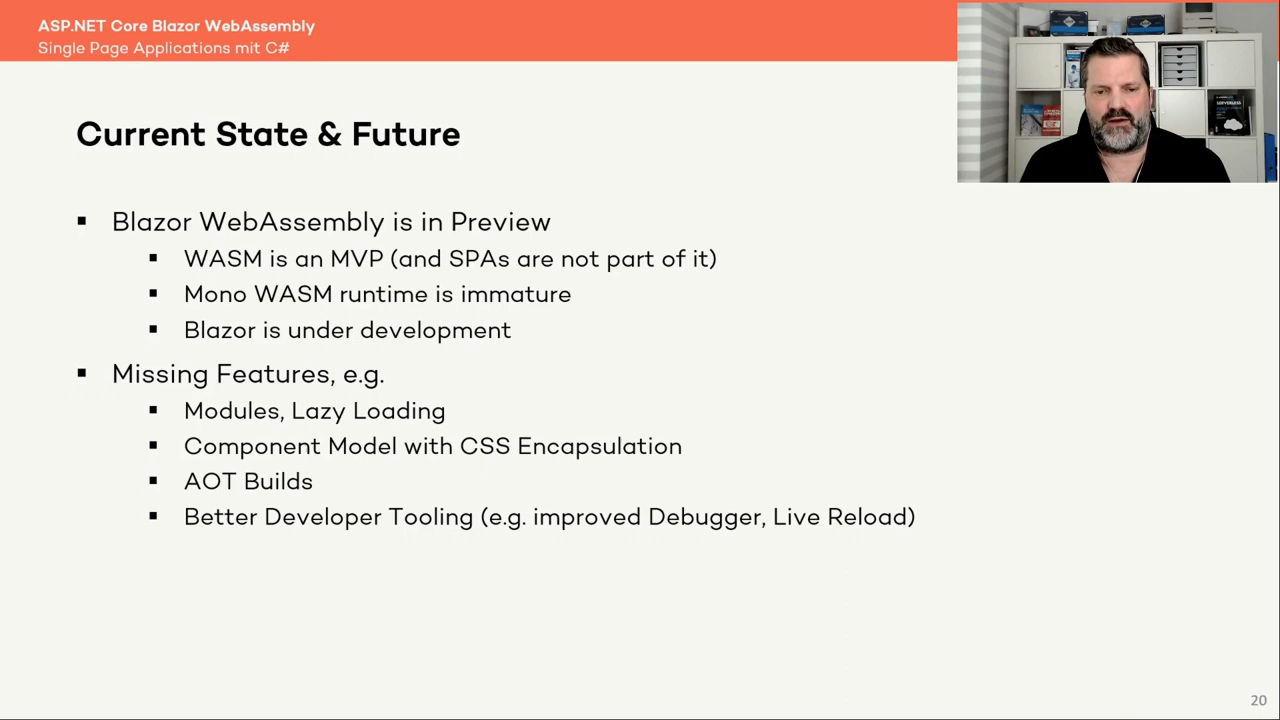 ASP.NET Core Blazor WebAssembly
Single Page Applications mit C#
SERVERLESS
Current State & Future
▪ Blazor WebAssembly is in Preview
▪ WASM is an MVP (and SPAs are not part of it)
▪ Mono WASM runtime is immature
▪ Blazor is under development
▪ Missing Features, e.g.
▪ Modules, Lazy Loading
▪ Component Model with CSS Encapsulation
▪ AOT Builds
▪ Better Developer Tooling (e.g. improved Debugger, Live Reload)
20